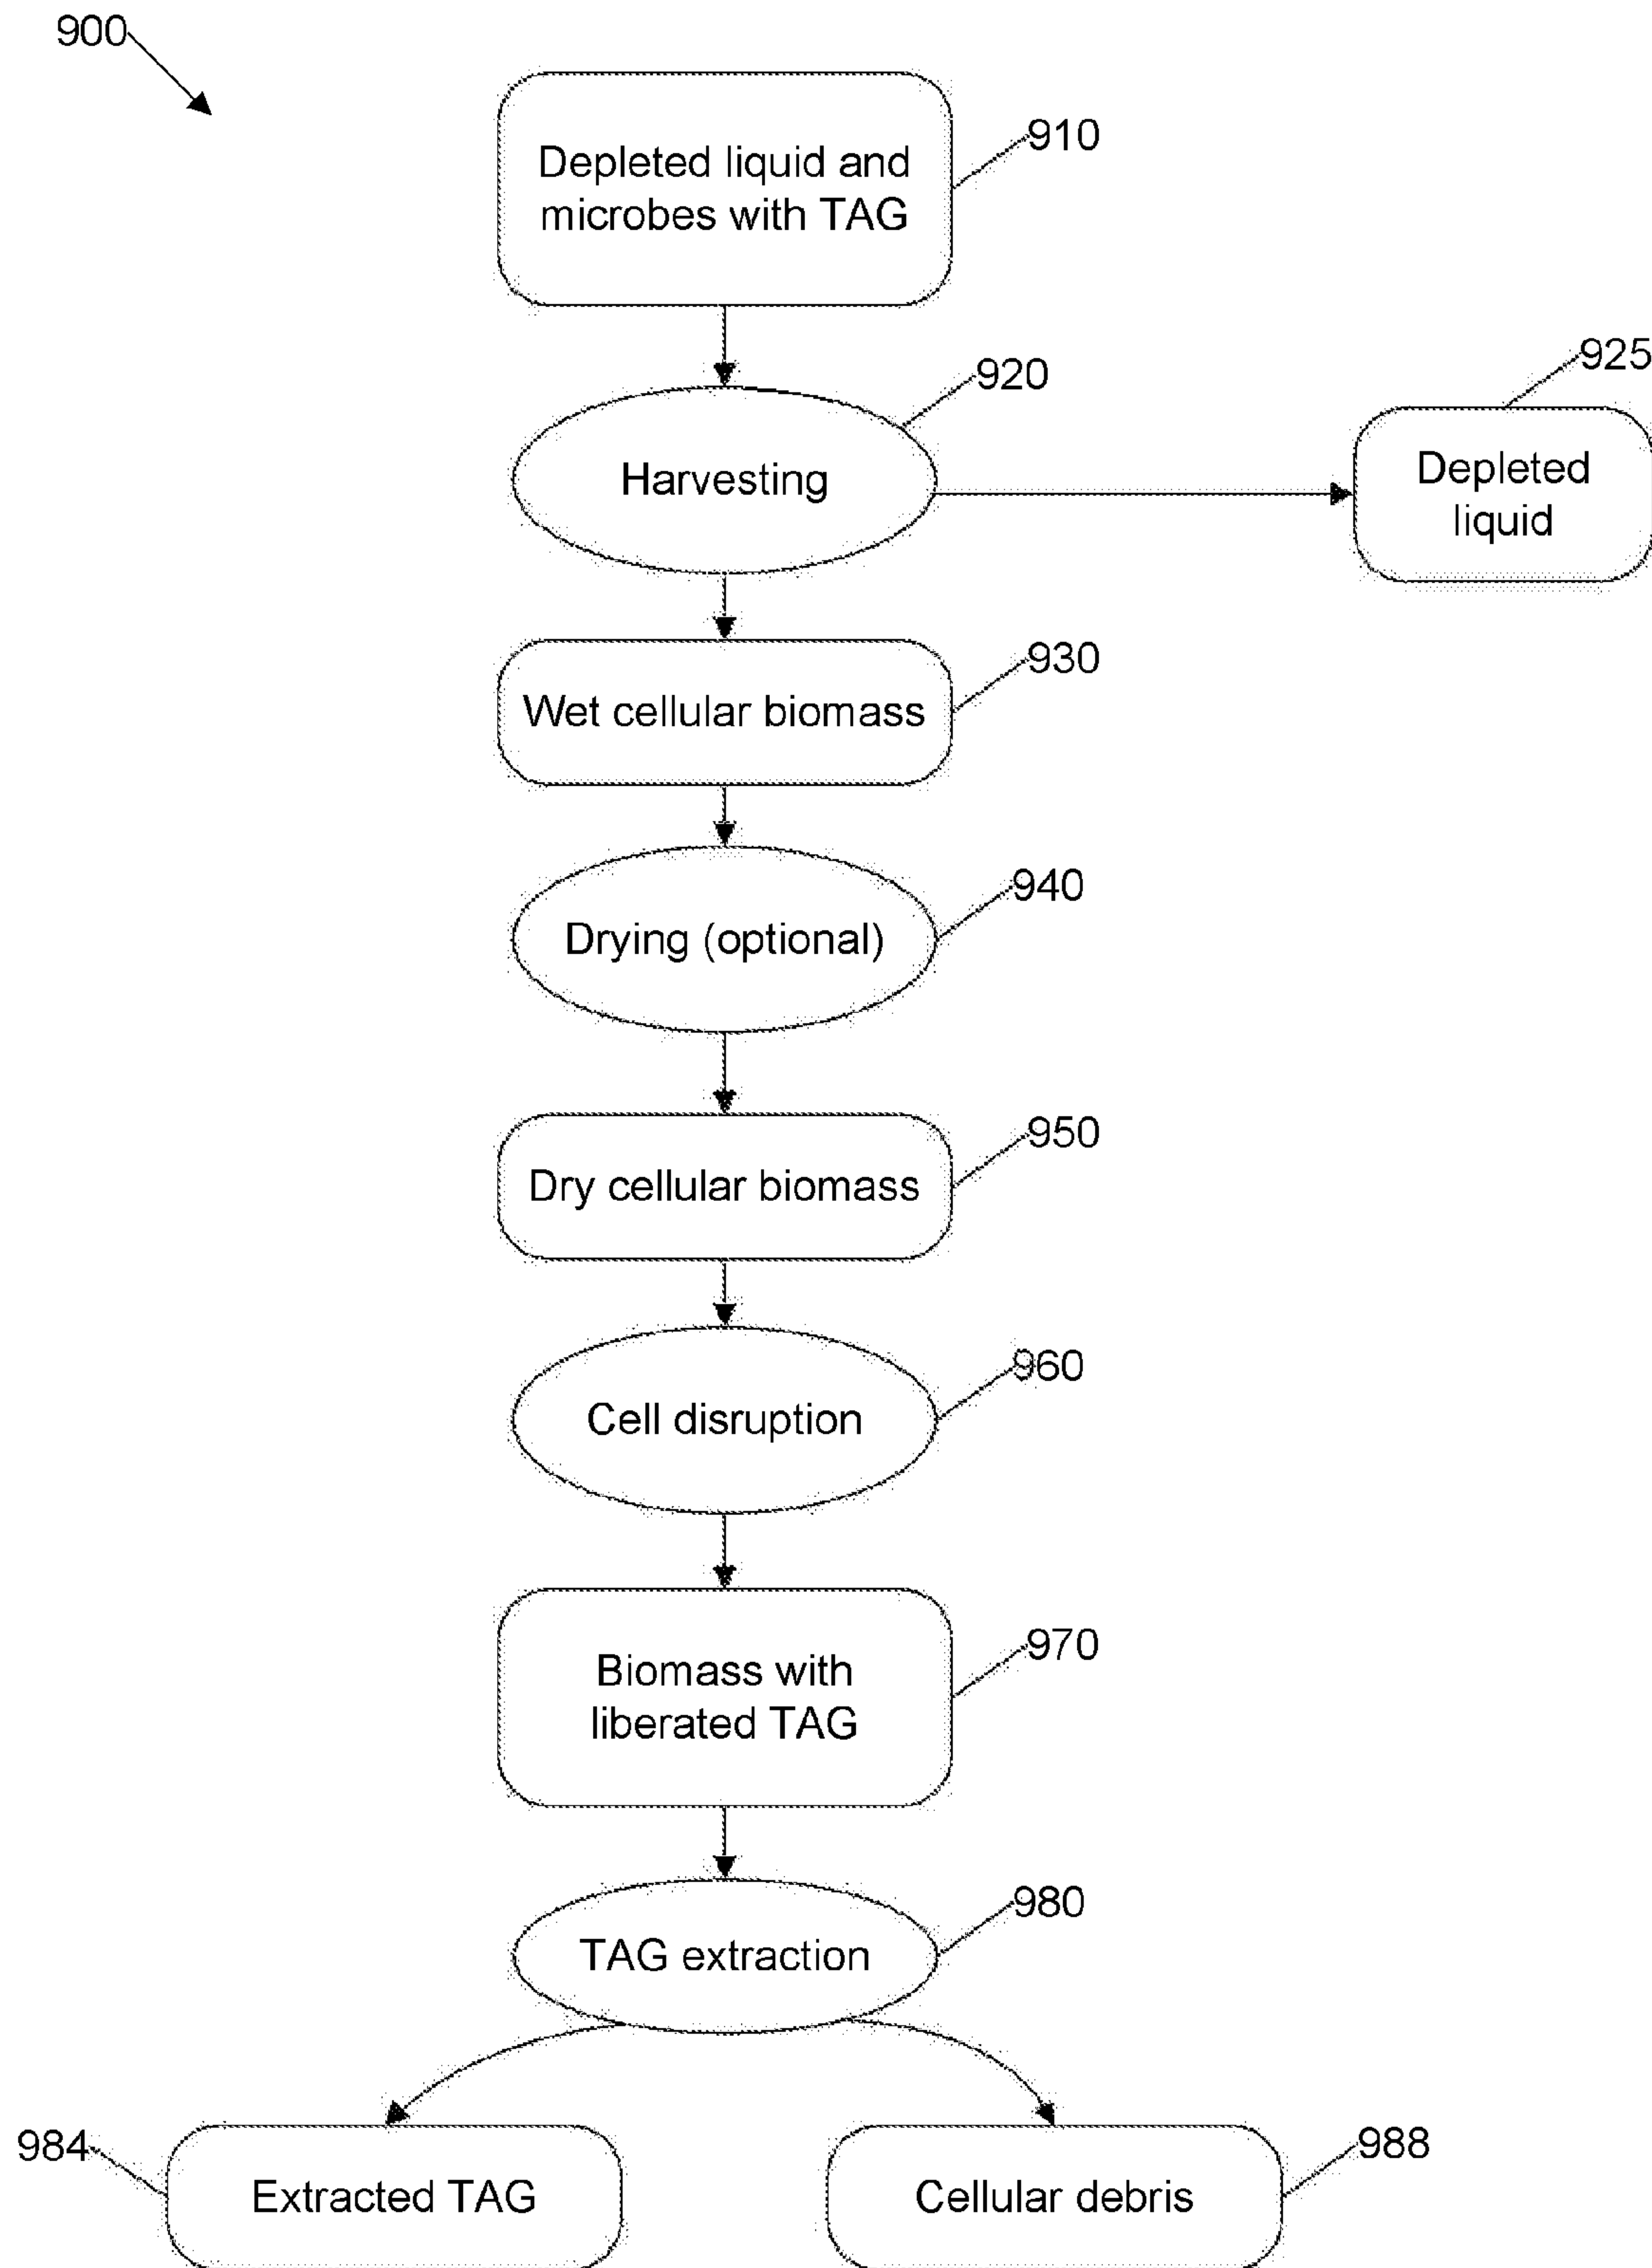 900
Depleted liquid and
microbes with TAG
910
Harvesting
920
Depleted
liquid
925
Wet cellular biomass
930
Drying (optional)
940
Dry cellular biomass
950
Cell disruption
960
Biomass with
liberated TAG
970
TAG extraction
980
984
Extracted TAG
Cellular debris
988